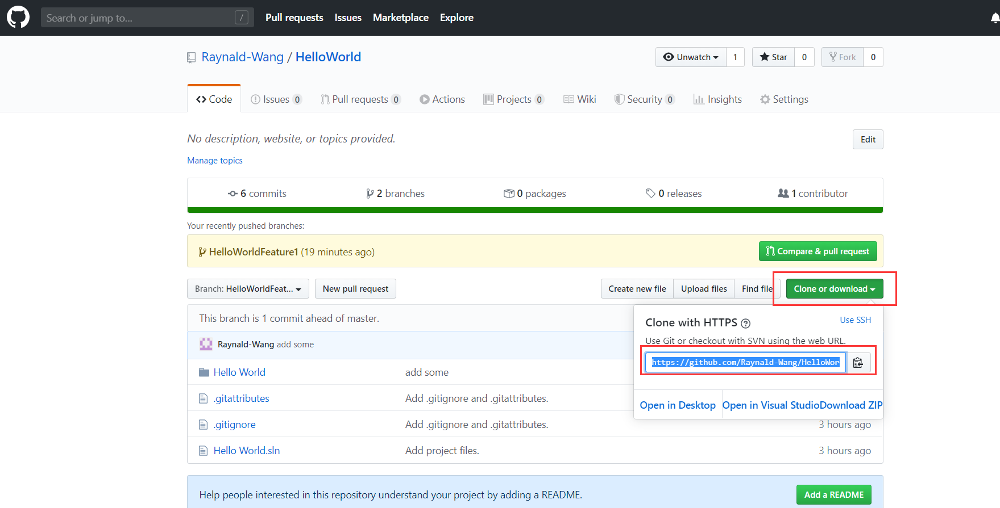 Search or jump to... / Pull requests Issues Marketplace Explore
Raynald-Wang / HelloWorld Unwatch 1 Star 0 Fork 0
Code Issues 0 Pull requests 0 Actions Projects 0 Wiki Security 0 Insights Settings
No description, website, or topics provided. Edit
Manage topics
6 commits 2 branches 0 packages 0 releases 1 contributor
Your recently pushed branches:
HelloWorldFeature1 (19 minutes ago) Compare & pull request
Branch: HelloWorldFeat... New pull request Create new file Upload files Find file Clone or download
This branch is 1 commit ahead of master.
Clone with HTTPS ? Use SSH
Use Git or checkout with SVN using the web URL.
https://github.com/Raynald-Wang/HelloWor
Open in Desktop Open in Visual Studio Download ZIP
Raynald-Wang add some
Hello World add some
.gitattributes Add .gitignore and .gitattributes.
.gitignore Add .gitignore and .gitattributes. 3 hours ago
Hello World.sln Add project files. 3 hours ago
Help people interested in this repository understand your project by adding a README. Add a README